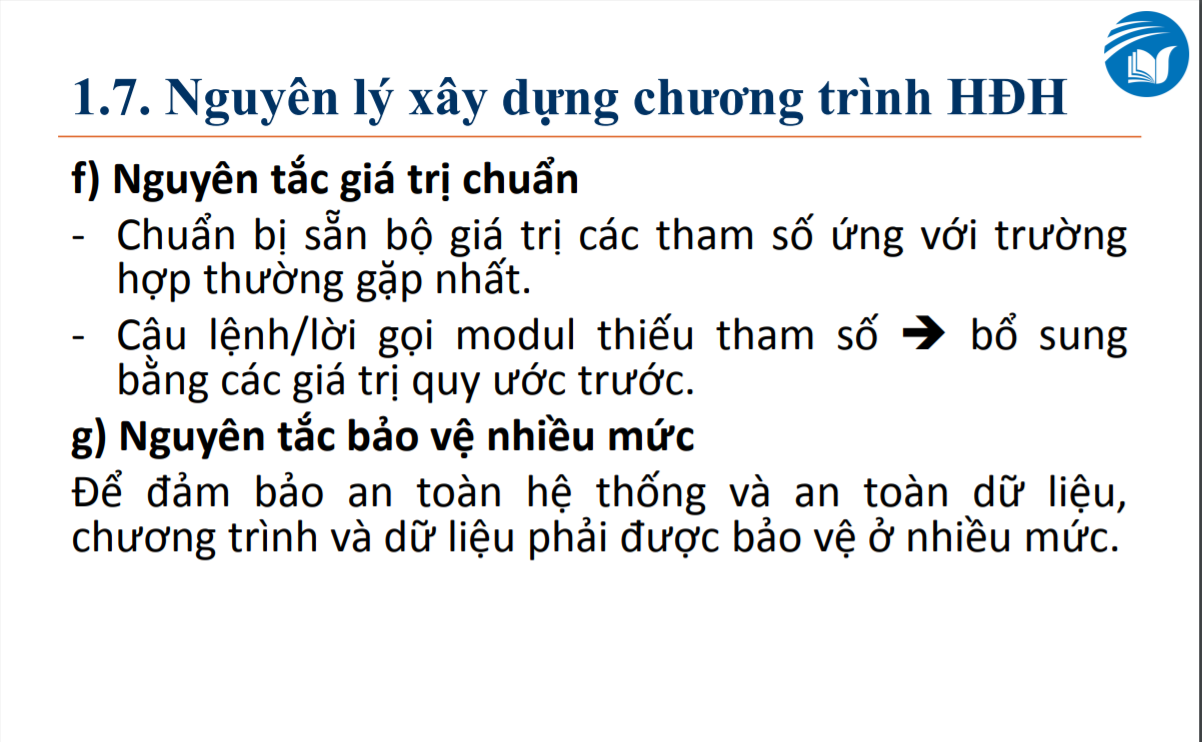 1.7. Nguyên lý xây dựng chương trình HĐH
f) Nguyên tắc giá trị chuẩn
- Chuẩn bị sẵn bộ giá trị các tham số ứng với trường
hợp thường gặp nhất.
- Câu lệnh/lời gọi modul thiếu tham số ➔ bổ sung
bằng các giá trị quy ước trước.
g) Nguyên tắc bảo vệ nhiều mức
Để đảm bảo an toàn hệ thống và an toàn dữ liệu,
chương trình và dữ liệu phải được bảo vệ ở nhiều mức.